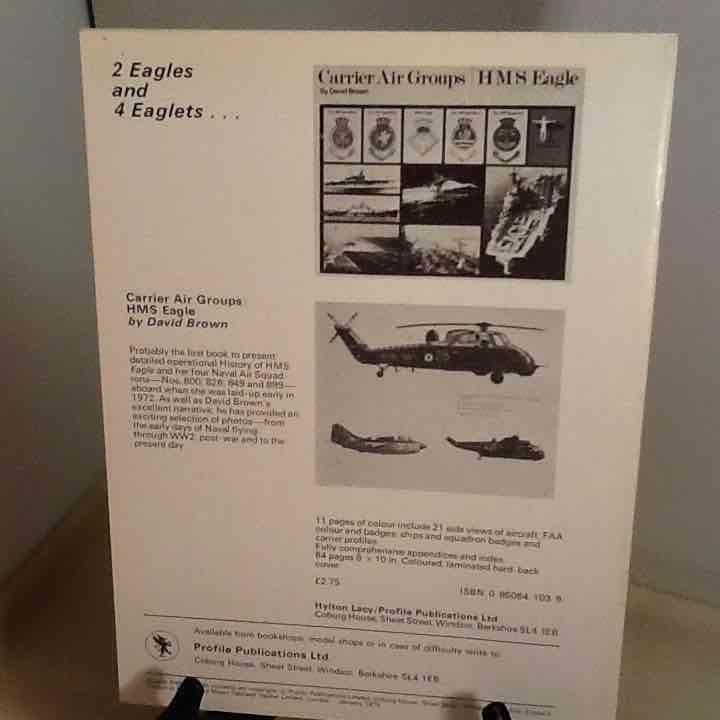 2 Eagles
and
4 Eaglets . . .
Carrier Air Groups HMS Eagle
By David Brown
Carrier Air Groups
HMS Eagle
by David Brown
Probably the first book to present
detailed operational History of HMS
Eagle and her four Naval Air Squad-
rons—Nos. 800, 826, 849 and 899—
aboard when she was laid-up early in
1972. As well as David Brown's
excellent narrative, he has provided an
exciting selection of photos—from
the early days of Naval flying,
through WW2, post-war and to the
present day
11 pages of colour include 21 side views of aircraft, FAA
colour and badges, ships and squadron badges and
carrier profiles.
Fully comprehensive appendices and index.
64 pages 8 × 10 in. Coloured, laminated hard-back
cover.
£2.75
ISBN 0 85064 103 6
Hylton Lacy/Profile Publications Ltd
Coburg House, Sheet Street, Windsor, Berkshire SL4 1EB
Available from bookshops, model shops or in case of difficulty write to:
Profile Publications Ltd
Coburg House, Sheet Street, Windsor, Berkshire SL4 1EB